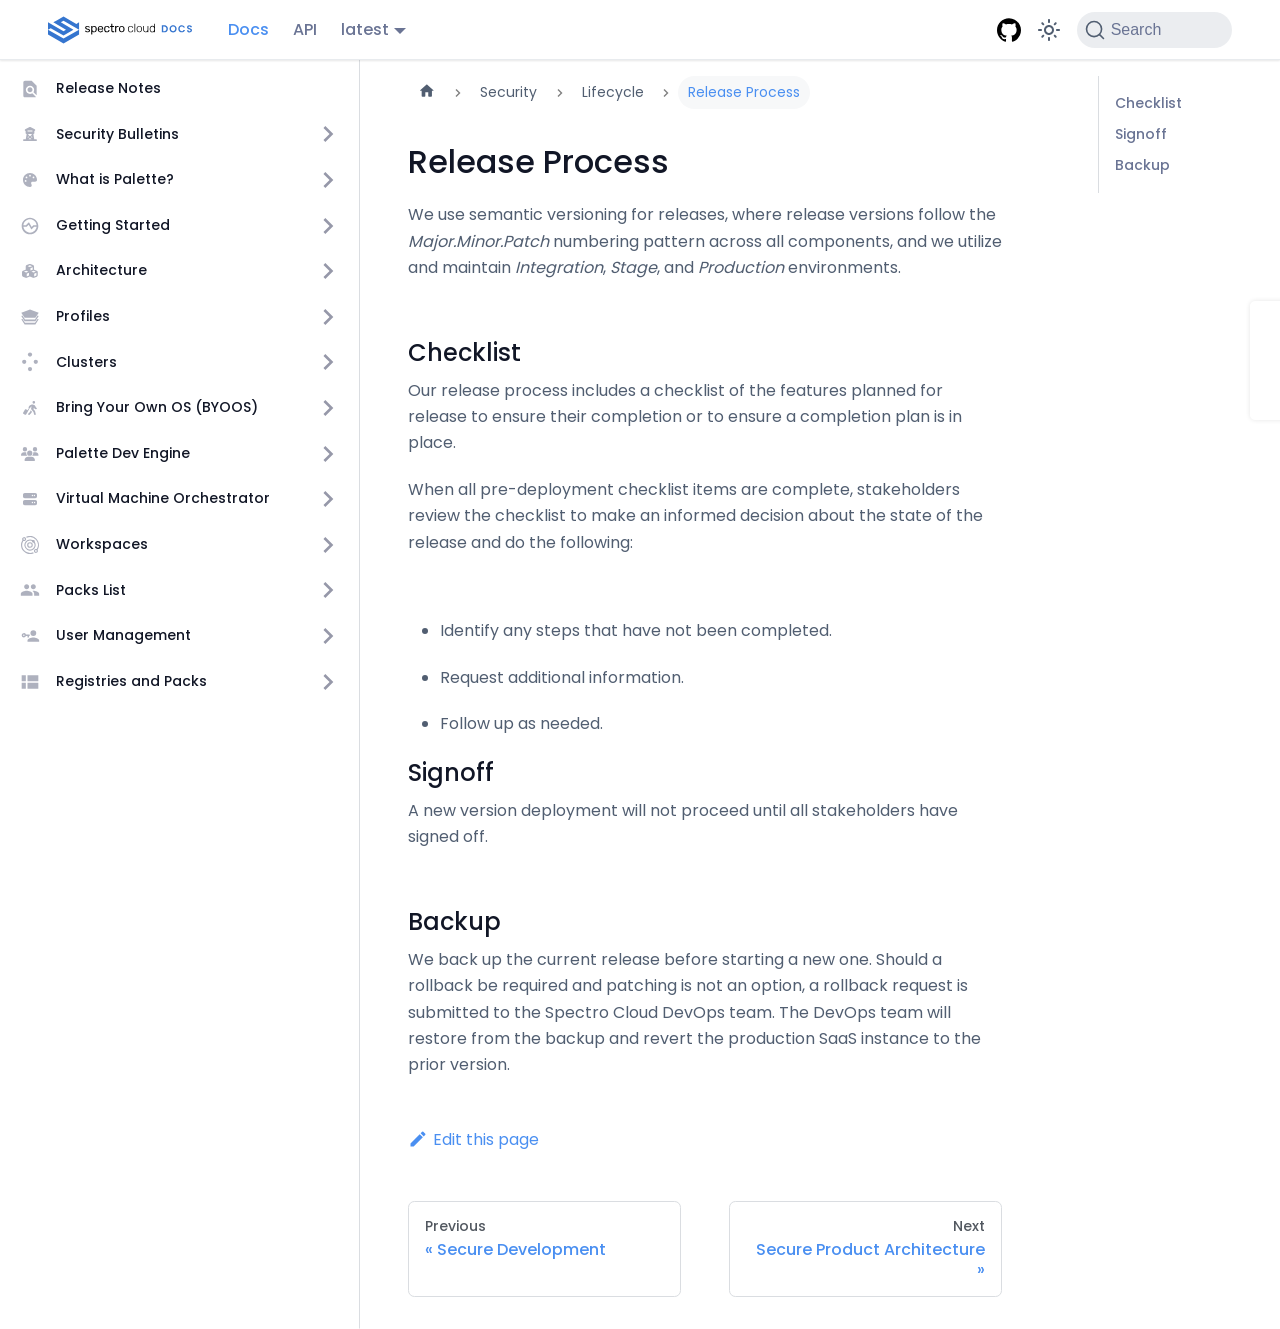 spectro cloud DOCS
Docs
API
latest
Search
Release Notes
Security Bulletins
What is Palette?
Getting Started
Architecture
Profiles
Clusters
Bring Your Own OS (BYOOS)
Palette Dev Engine
Virtual Machine Orchestrator
Workspaces
Packs List
User Management
Registries and Packs
Security
Lifecycle
Release Process
Release Process
We use semantic versioning for releases, where release versions follow the
Major.Minor.Patch numbering pattern across all components, and we utilize
and maintain Integration, Stage, and Production environments.
Checklist
Our release process includes a checklist of the features planned for
release to ensure their completion or to ensure a completion plan is in
place.
When all pre-deployment checklist items are complete, stakeholders
review the checklist to make an informed decision about the state of the
release and do the following:
Identify any steps that have not been completed.
Request additional information.
Follow up as needed.
Signoff
A new version deployment will not proceed until all stakeholders have
signed off.
Backup
We back up the current release before starting a new one. Should a
rollback be required and patching is not an option, a rollback request is
submitted to the Spectro Cloud DevOps team. The DevOps team will
restore from the backup and revert the production SaaS instance to the
prior version.
Edit this page
Previous
« Secure Development
Next
Secure Product Architecture
»
Checklist
Signoff
Backup